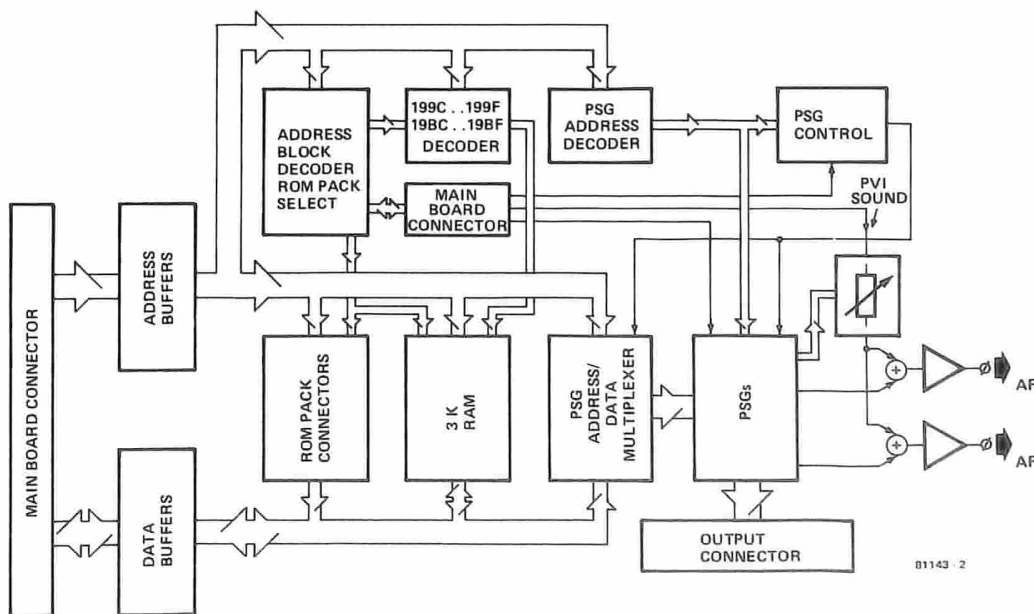 199C . . 199F
19BC . . 19BF
DECODER
ADDRESS
BLOCK
DECODER
ROM PACK
SELECT
PSG
ADDRESS
DECODER
PSG
CONTROL
MAIN
BOARD
CONNECTOR
PVI
SOUND
MAIN BOARD CONNECTOR
ADDRESS
BUFFERS
DATA
BUFFERS
ROM PACK
CONNECTORS
3 K
RAM
PSG
ADDRESS/
DATA
MULTIPLEXER
PSGs
+
AF
+
AF
OUTPUT
CONNECTOR
81143 - 2